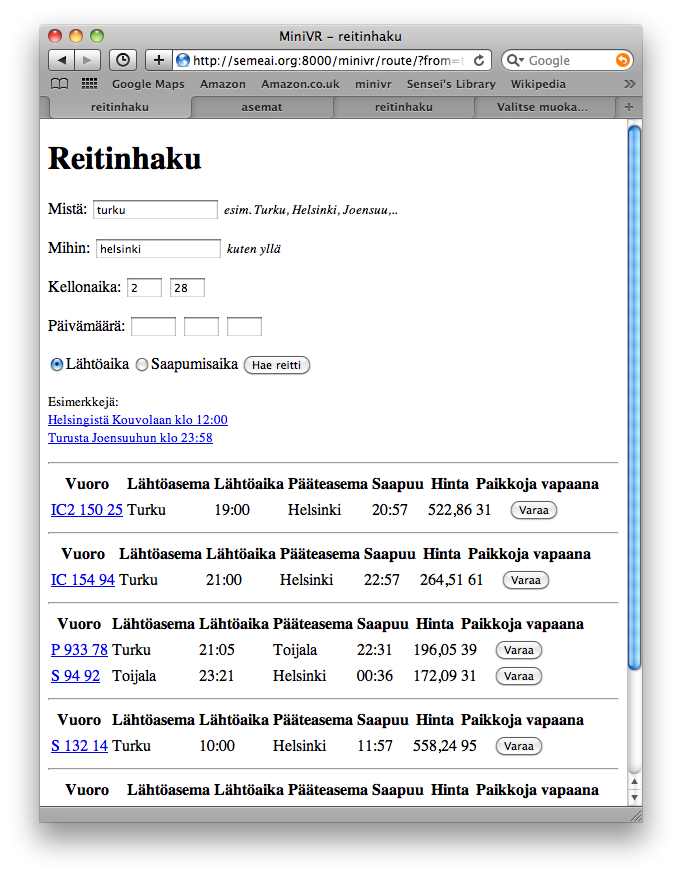 MiniVR – reitinhaku
http://semeai.org:8000/minivr/route/?from=t
Google
Google Maps Amazon Amazon.co.uk minivr Sensei's Library Wikipedia »
reitinhaku asemat reitinhaku Valitse muoka... +
Reitinhaku
Mistä: turku esim. Turku, Helsinki, Joensuu,..
Mihin: helsinki kuten yllä
Kellonaika: 2 28
Päivämäärä:
Lähtöaika Saapumisaika Hae reitti
Esimerkkejä:
Helsingistä Kouvolaan klo 12:00
Turusta Joensuuhun klo 23:58
Vuoro Lähtöasema Lähtöaika Pääteasema Saapuu Hinta Paikkoja vapaana
IC2 150 25 Turku 19:00 Helsinki 20:57 522,86 31 Varaa
Vuoro Lähtöasema Lähtöaika Pääteasema Saapuu Hinta Paikkoja vapaana
IC 154 94 Turku 21:00 Helsinki 22:57 264,51 61 Varaa
Vuoro Lähtöasema Lähtöaika Pääteasema Saapuu Hinta Paikkoja vapaana
P 933 78 Turku 21:05 Toijala 22:31 196,05 39 Varaa
S 94 92 Toijala 23:21 Helsinki 00:36 172,09 31 Varaa
Vuoro Lähtöasema Lähtöaika Pääteasema Saapuu Hinta Paikkoja vapaana
S 132 14 Turku 10:00 Helsinki 11:57 558,24 95 Varaa
Vuoro Lähtöasema Lähtöaika Pääteasema Saapuu Hinta Paikkoja vapaana